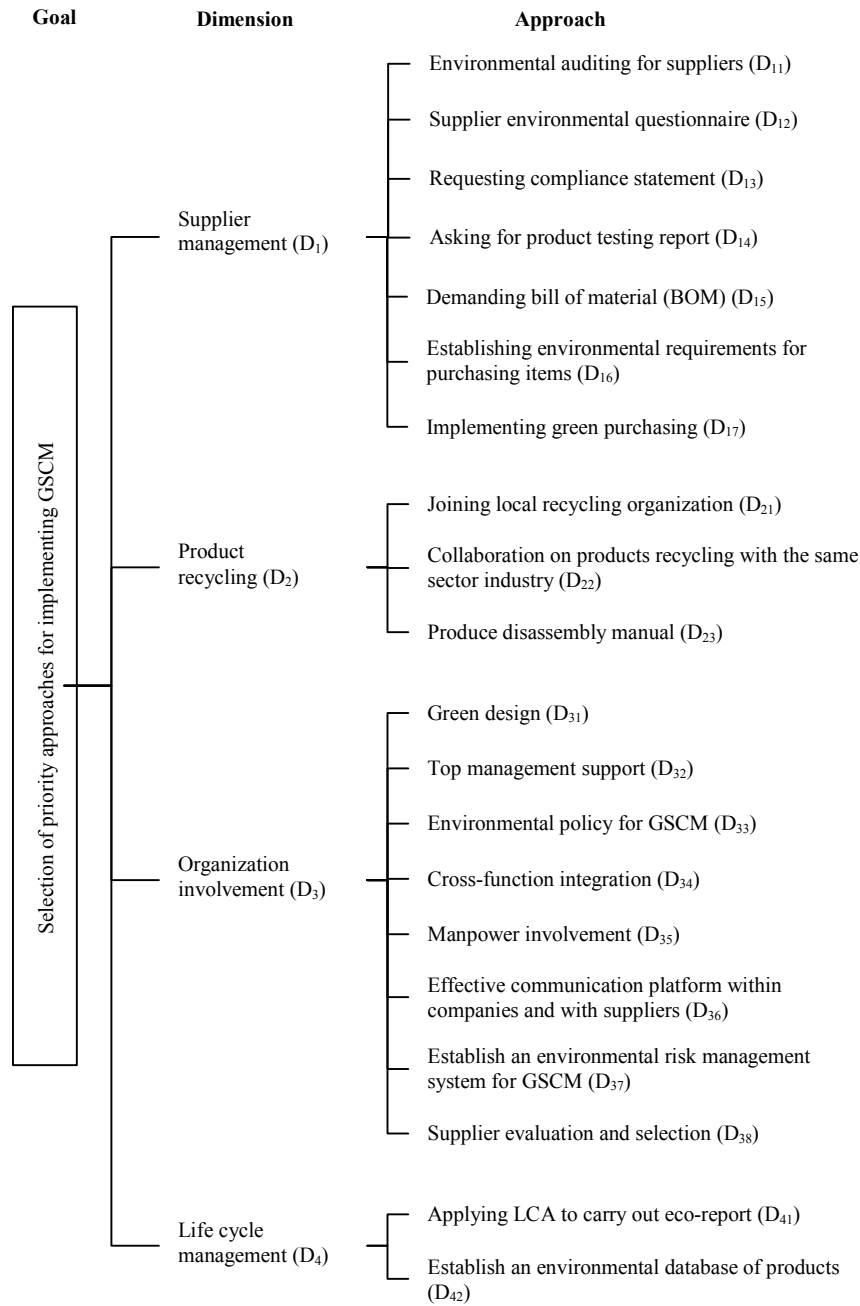 Goal Dimension Approach
Selection of priority approaches for implementing GSCM
Supplier
management (D₁)
Environmental auditing for suppliers (D₁₁)
Supplier environmental questionnaire (D₁₂)
Requesting compliance statement (D₁₃)
Asking for product testing report (D₁₄)
Demanding bill of material (BOM) (D₁₅)
Establishing environmental requirements for
purchasing items (D₁₆)
Implementing green purchasing (D₁₇)
Product
recycling (D₂)
Joining local recycling organization (D₂₁)
Collaboration on products recycling with the same
sector industry (D₂₂)
Produce disassembly manual (D₂₃)
Organization
involvement (D₃)
Green design (D₃₁)
Top management support (D₃₂)
Environmental policy for GSCM (D₃₃)
Cross-function integration (D₃₄)
Manpower involvement (D₃₅)
Effective communication platform within
companies and with suppliers (D₃₆)
Establish an environmental risk management
system for GSCM (D₃₇)
Supplier evaluation and selection (D₃₈)
Life cycle
management (D₄)
Applying LCA to carry out eco-report (D₄₁)
Establish an environmental database of products
(D₄₂)